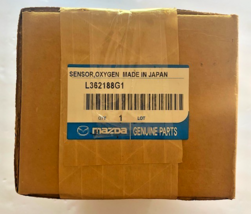 SENSOR,OXYGEN MADE IN JAPAN
L362188G1
QTY 1 LOT
mazda GENUINE PARTS